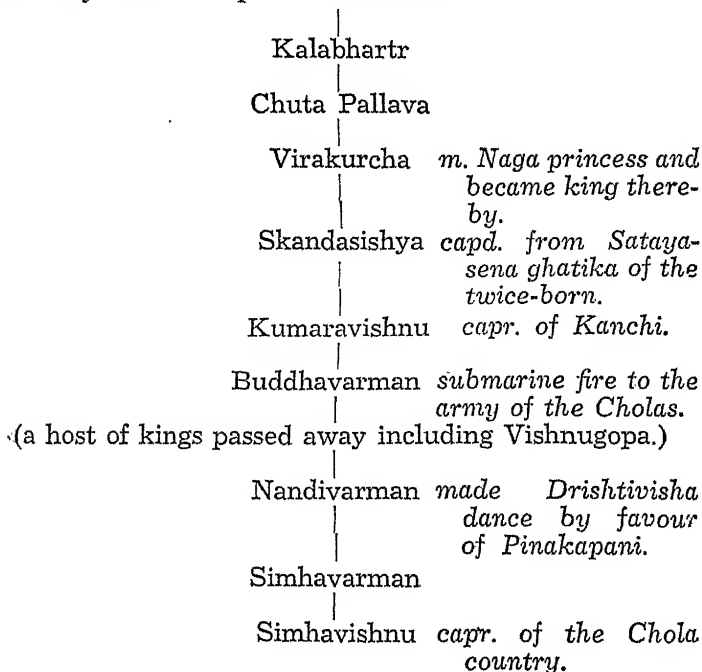 Kalabhartr
Chuta Pallava
Virakurcha m. Naga princess and
became king there-
by.
Skandasishya capd. from Sataya-
sena ghatika of the
twice-born.
Kumaravishnu capr. of Kanchi.
Buddhavarman submarine fire to the
army of the Cholas.
(a host of kings passed away including Vishnugopa.)
Nandivarman made Drishtivisha
dance by favour
of Pinakapani.
Simhavarman
Simhavishnu capr. of the Chola
country.